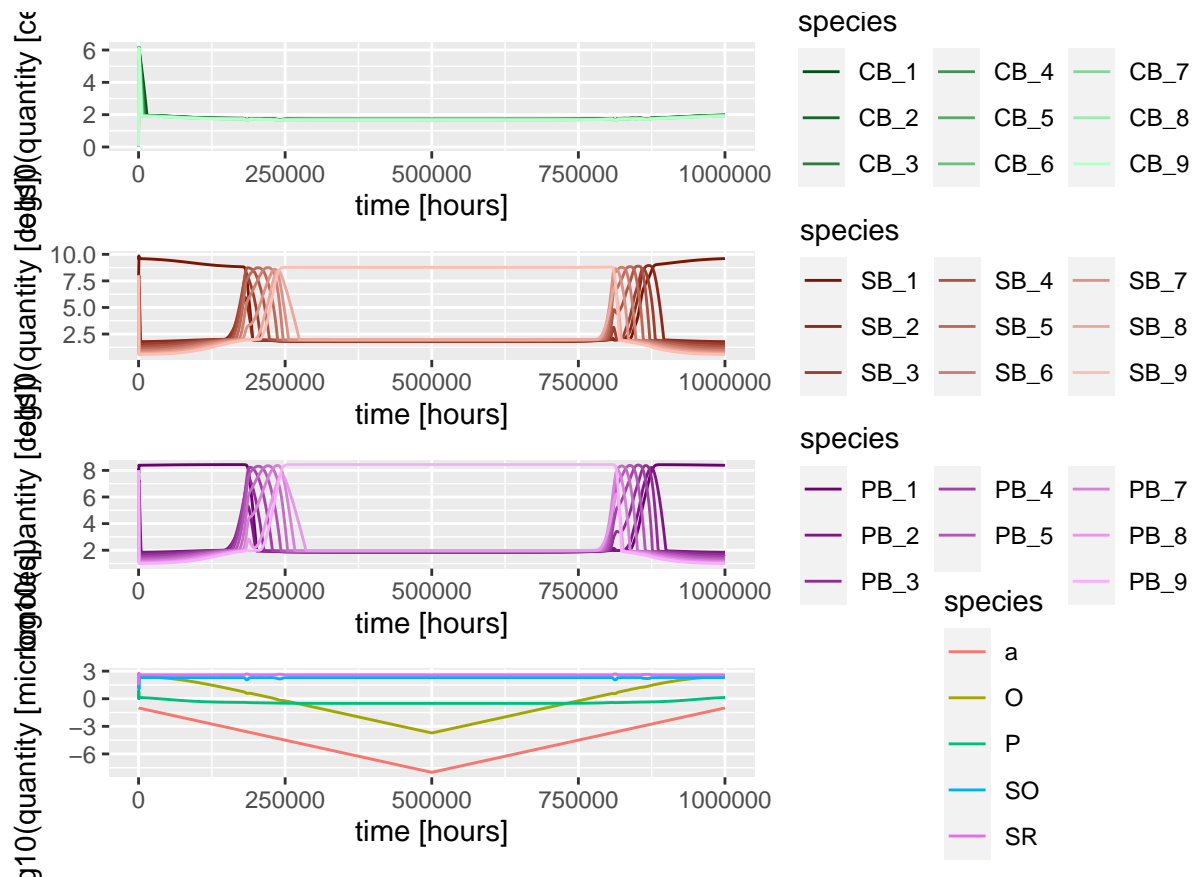 species
CB_1 CB_4 CB_7
CB_2 CB_5 CB_8
CB_3 CB_6 CB_9
6
4
2
0
0 250000 500000 750000 1000000
time [hours]
species
SB_1 SB_4 SB_7
SB_2 SB_5 SB_8
SB_3 SB_6 SB_9
10.0
7.5
5.0
2.5
0 250000 500000 750000 1000000
time [hours]
species
PB_1 PB_4 PB_7
PB_2 PB_5 PB_8
PB_3 PB_9
8
6
4
2
0 250000 500000 750000 1000000
time [hours]
species
a
O
P
SO
SR
3
0
−3
−6
0 250000 500000 750000 1000000
time [hours]